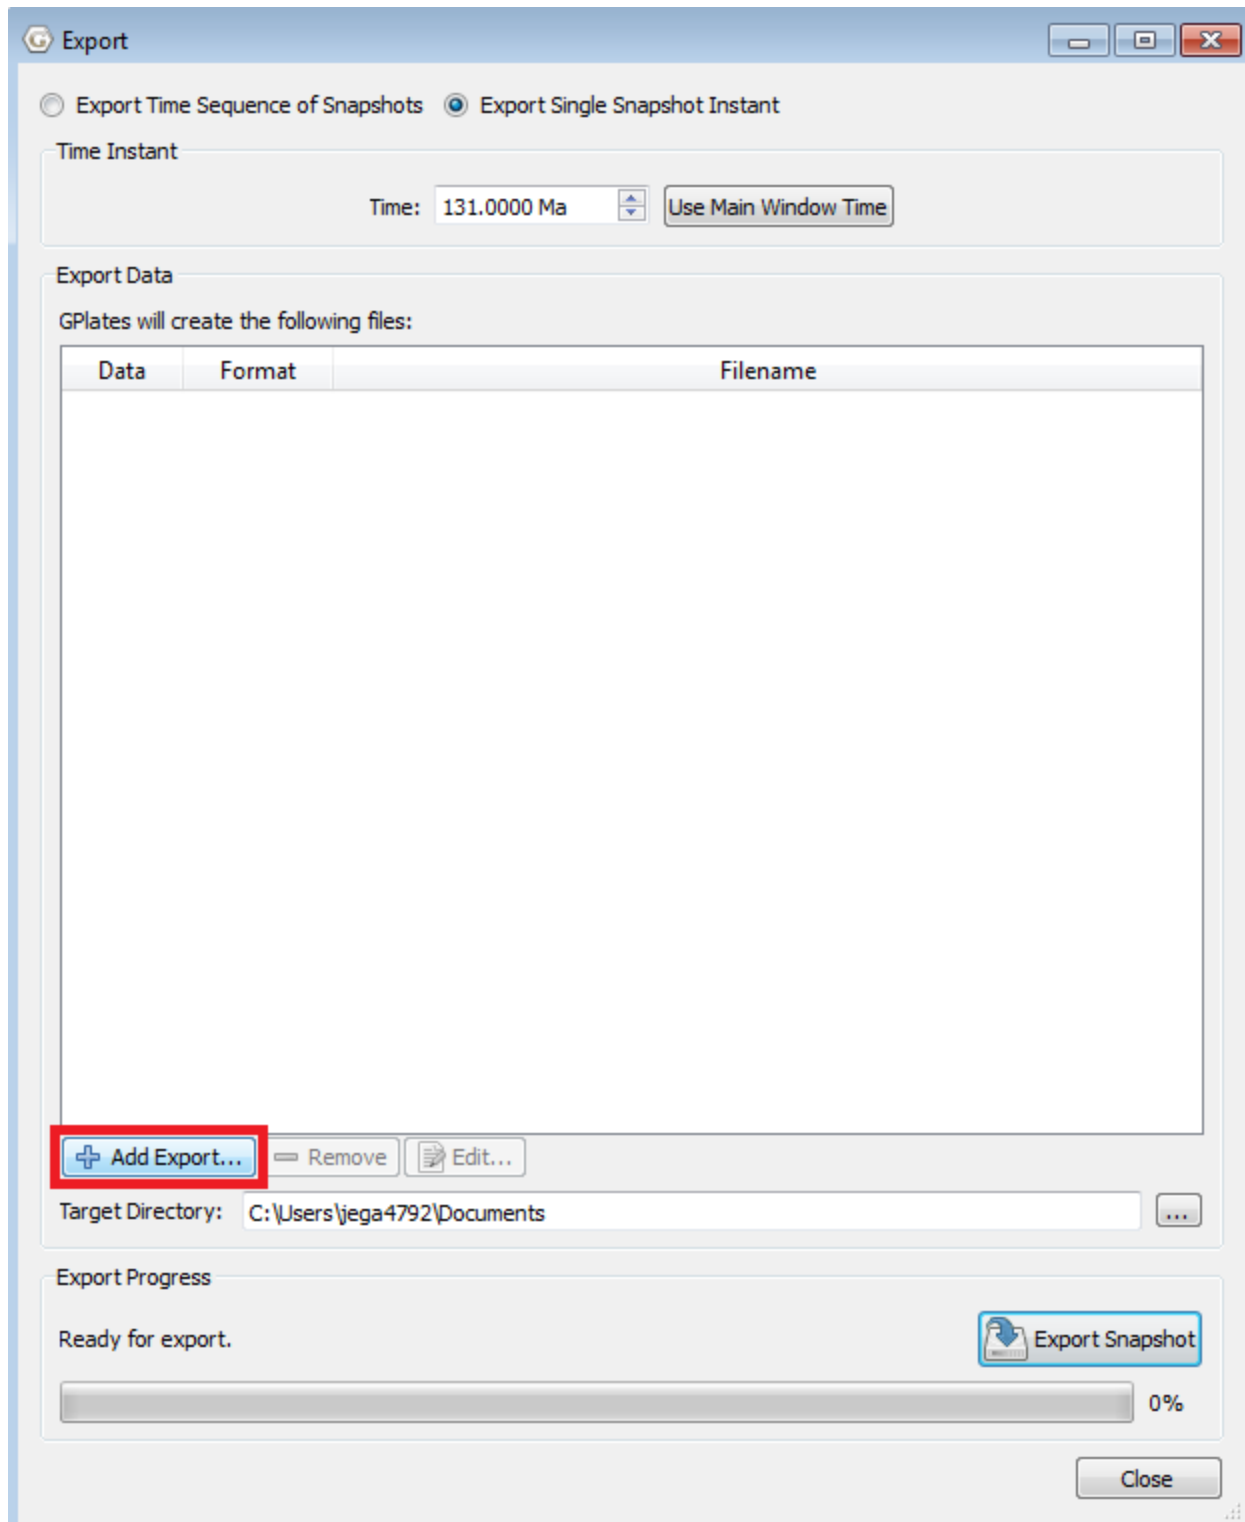 Export
Export Time Sequence of Snapshots Export Single Snapshot Instant
Time Instant
Time: 131.0000 Ma Use Main Window Time
Export Data
GPlates will create the following files:
Data Format Filename
Add Export... Remove Edit...
Target Directory: C:\Users\jega4792\Documents ...
Export Progress
Ready for export. Export Snapshot
0%
Close